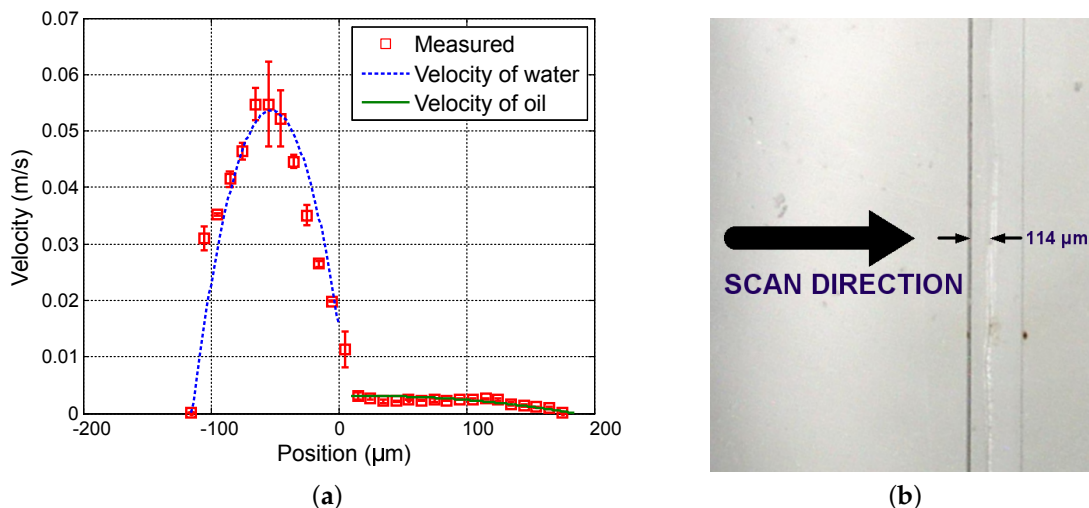 0.07
0.06
0.05
0.04
0.03
0.02
0.01
0
-200
-100
0
100
200
Velocity (m/s)
Position (µm)
Measured
Velocity of water
Velocity of oil
(a)
SCAN DIRECTION
114 µm
(b)